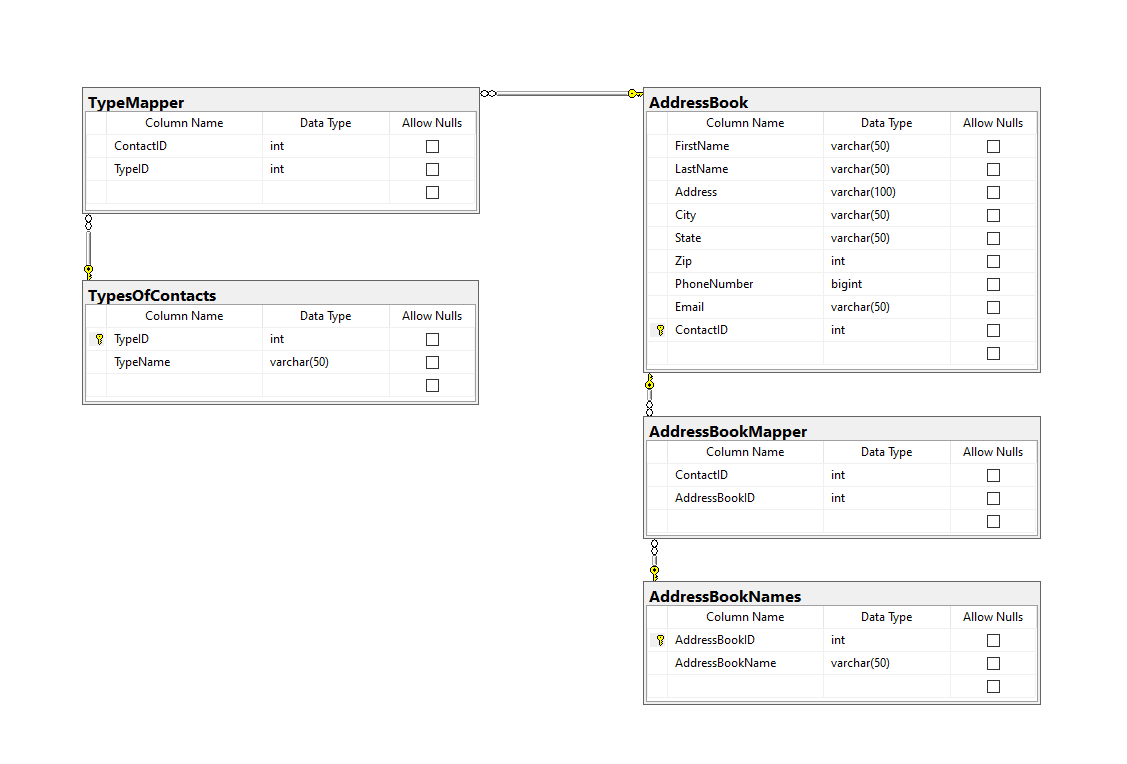 TypeMapper
Column Name Data Type Allow Nulls
ContactID int
TypeID int
TypesOfContacts
Column Name Data Type Allow Nulls
TypeID int
TypeName varchar(50)
AddressBook
Column Name Data Type Allow Nulls
FirstName varchar(50)
LastName varchar(50)
Address varchar(100)
City varchar(50)
State varchar(50)
Zip int
PhoneNumber bigint
Email varchar(50)
ContactID int
AddressBookMapper
Column Name Data Type Allow Nulls
ContactID int
AddressBookID int
AddressBookNames
Column Name Data Type Allow Nulls
AddressBookID int
AddressBookName varchar(50)